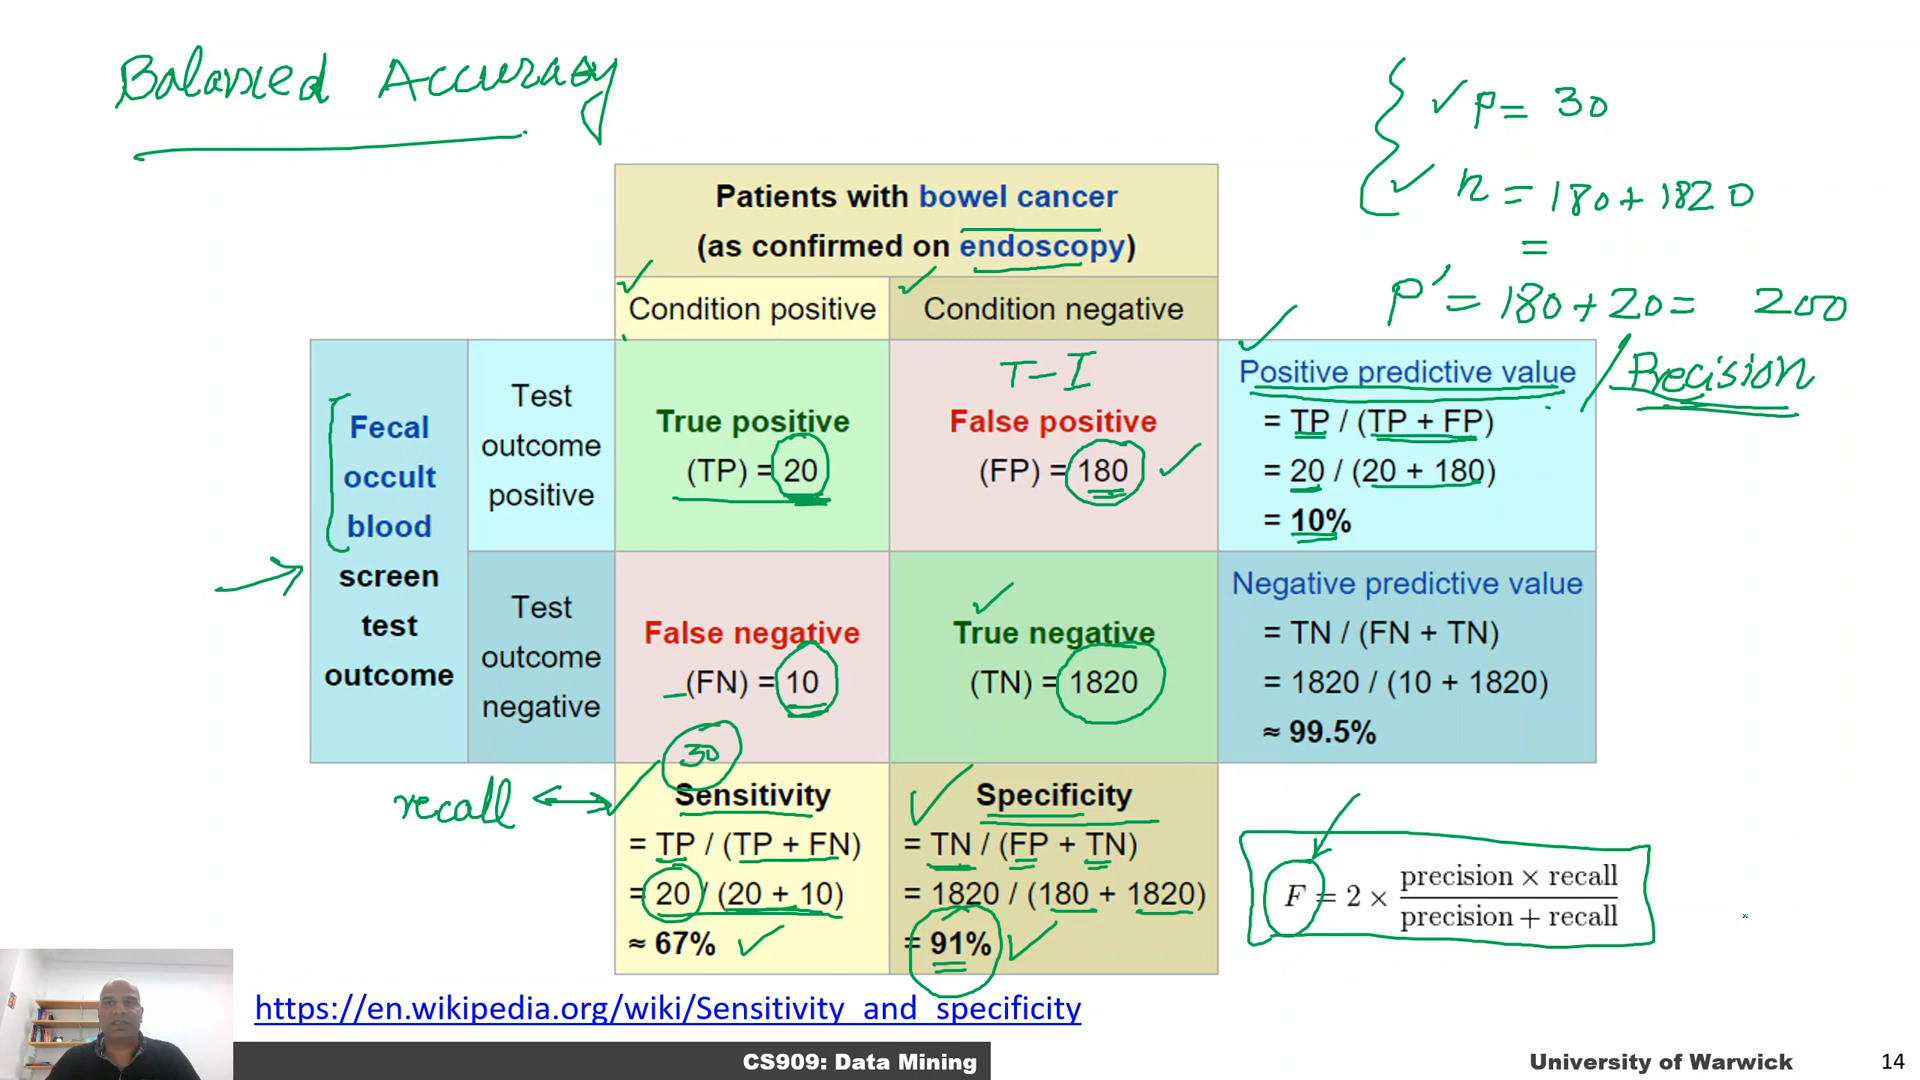 Balanced Accuracy
p = 30
n = 180 + 1820
=
P' = 180 + 20 = 200
Patients with bowel cancer
(as confirmed on endoscopy)
Condition positive
Condition negative
Fecal
occult
blood
screen
test
outcome
Test
outcome
positive
True positive
(TP) = 20
T-I
False positive
(FP) = 180
Positive predictive value
/ Precision
= TP / (TP + FP)
= 20 / (20 + 180)
= 10%
Test
outcome
negative
False negative
(FN) = 10
True negative
(TN) = 1820
Negative predictive value
= TN / (FN + TN)
= 1820 / (10 + 1820)
≈ 99.5%
30
recall ↔
Sensitivity
= TP / (TP + FN)
= 20 / (20 + 10)
≈ 67%
Specificity
= TN / (FP + TN)
= 1820 / (180 + 1820)
= 91%
F = 2 × precision × recall / precision + recall
https://en.wikipedia.org/wiki/Sensitivity_and_specificity
CS909: Data Mining
University of Warwick
14